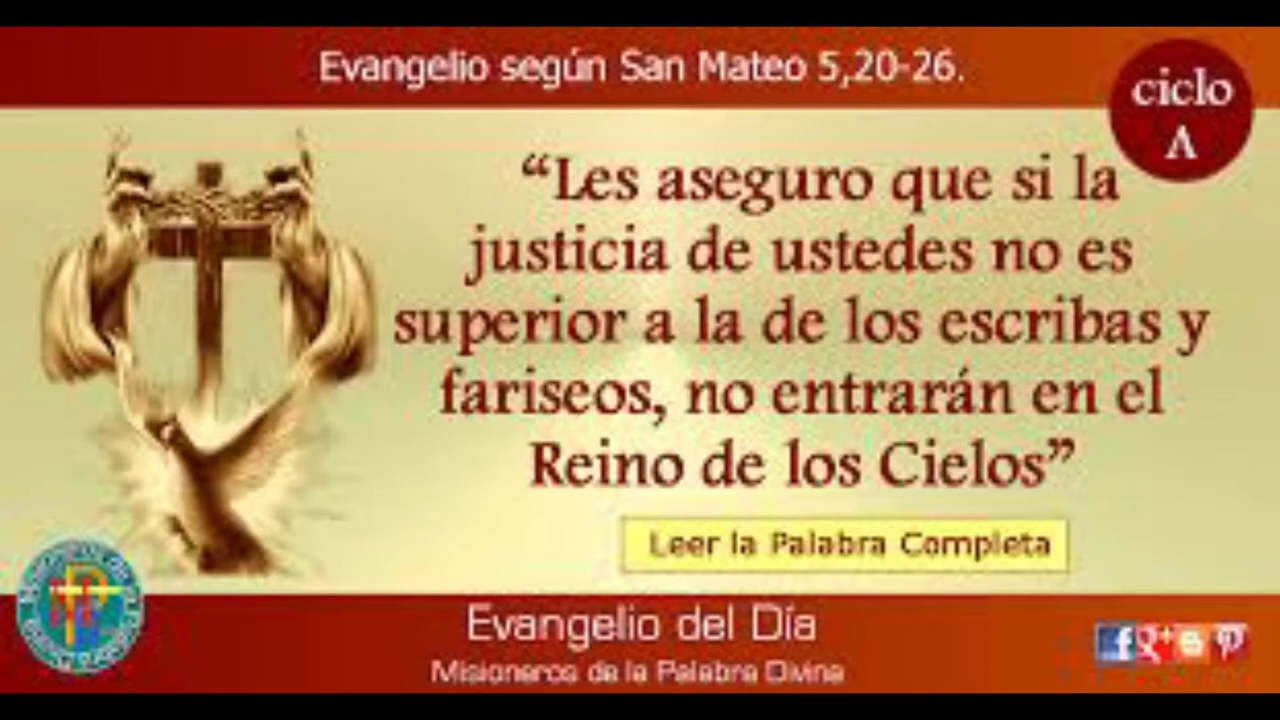 Evangelio según San Mateo 5,20-26.
ciclo
A
“Les aseguro que si la
justicia de ustedes no es
superior a la de los escribas y
fariseos, no entrarán en el
Reino de los Cielos”
Leer la Palabra Completa
Evangelio del Día
Misioneros de la Palabra Divina